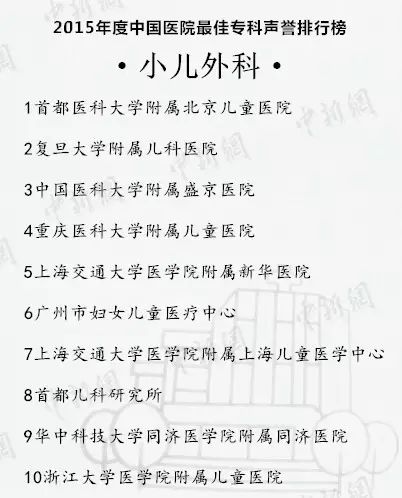 2015年度中国医院最佳专科声誉排行榜
·小儿外科·
1首都医科大学附属北京儿童医院
2复旦大学附属儿科医院
3中国医科大学附属盛京医院
4重庆医科大学附属儿童医院
5上海交通大学医学院附属新华医院
6广州市妇女儿童医疗中心
7上海交通大学医学院附属上海儿童医学中心
8首都儿科研究所
9华中科技大学同济医学院附属同济医院
10浙江大学医学院附属儿童医院
中新網